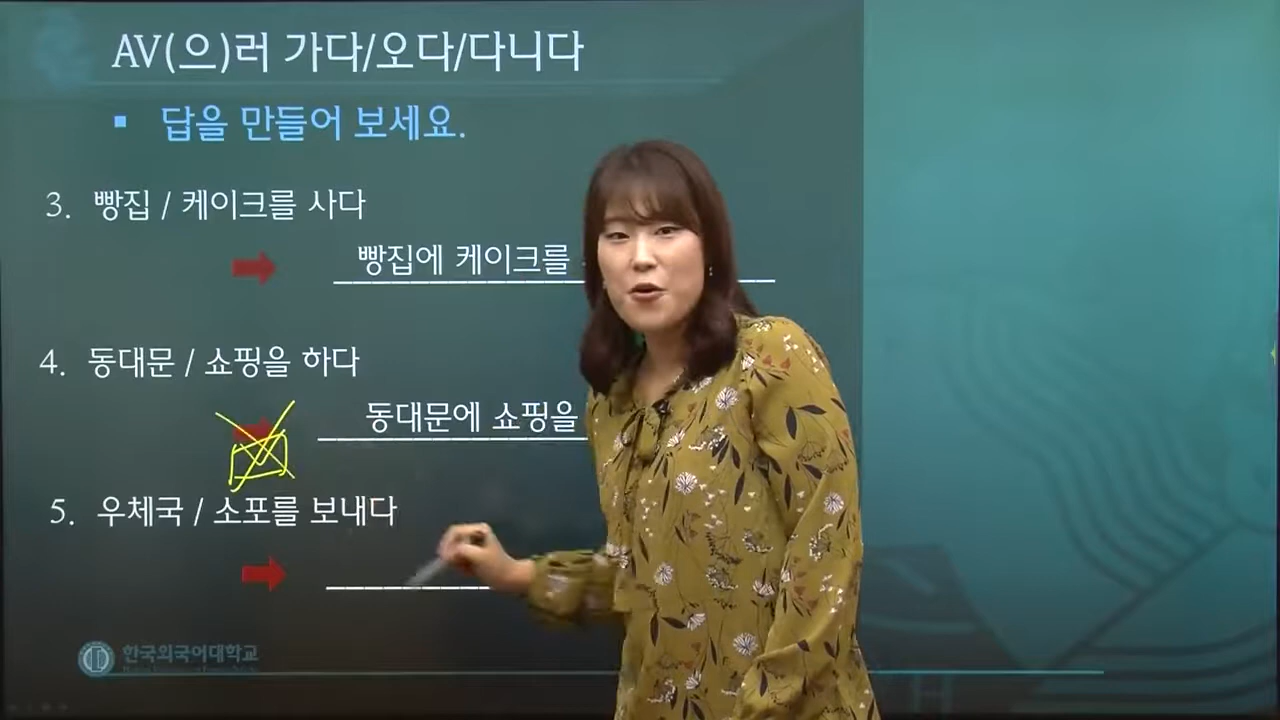 AV(으)러 가다/오다/다니다
▪ 답을 만들어 보세요.
3. 빵집 / 케이크를 사다
빵집에 케이크를
4. 동대문 / 쇼핑을 하다
동대문에 쇼핑을
5. 우체국 / 소포를 보내다
한국외국어대학교